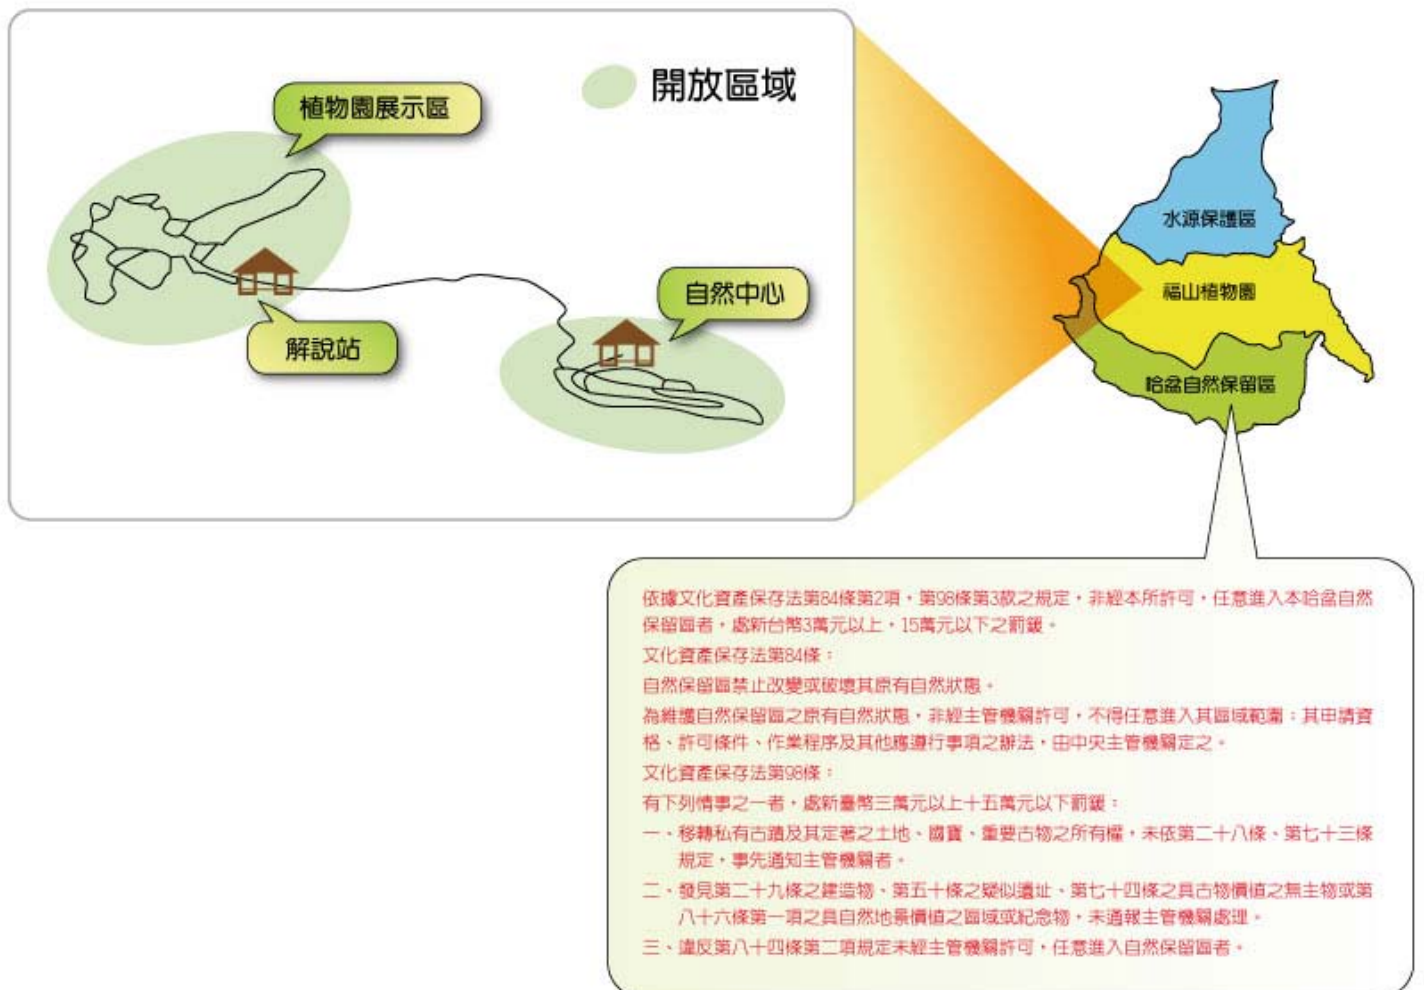 開放區域
植物園展示區
解說站
自然中心
水源保護區
福山植物園
哈盆自然保留區
依據文化資產保存法第84條第2項，第98條第3款之規定，非經本所許可，任意進入本哈盆自然
保留區者，處新台幣3萬元以上，15萬元以下之罰鍰。
文化資產保存法第84條：
自然保留區禁止改變或破壞其原有自然狀態。
為維護自然保留區之原有自然狀態，非經主管機關許可，不得任意進入其區域範圍；其申請資
格、許可條件、作業程序及其他應遵行事項之辦法，由中央主管機關定之。
文化資產保存法第98條：
有下列情事之一者，處新臺幣三萬元以上十五萬元以下罰鍰：
一、移轉私有古蹟及其定著之土地、國寶、重要古物之所有權，未依第二十八條、第七十三條
規定，事先通知主管機關者。
二、發見第二十九條之建造物、第五十條之疑似遺址、第七十四條之具古物價值之無主物或第
八十六條第一項之具自然地景價值之區域或紀念物，未通報主管機關處理。
三、違反第八十四條第二項規定未經主管機關許可，任意進入自然保留區者。